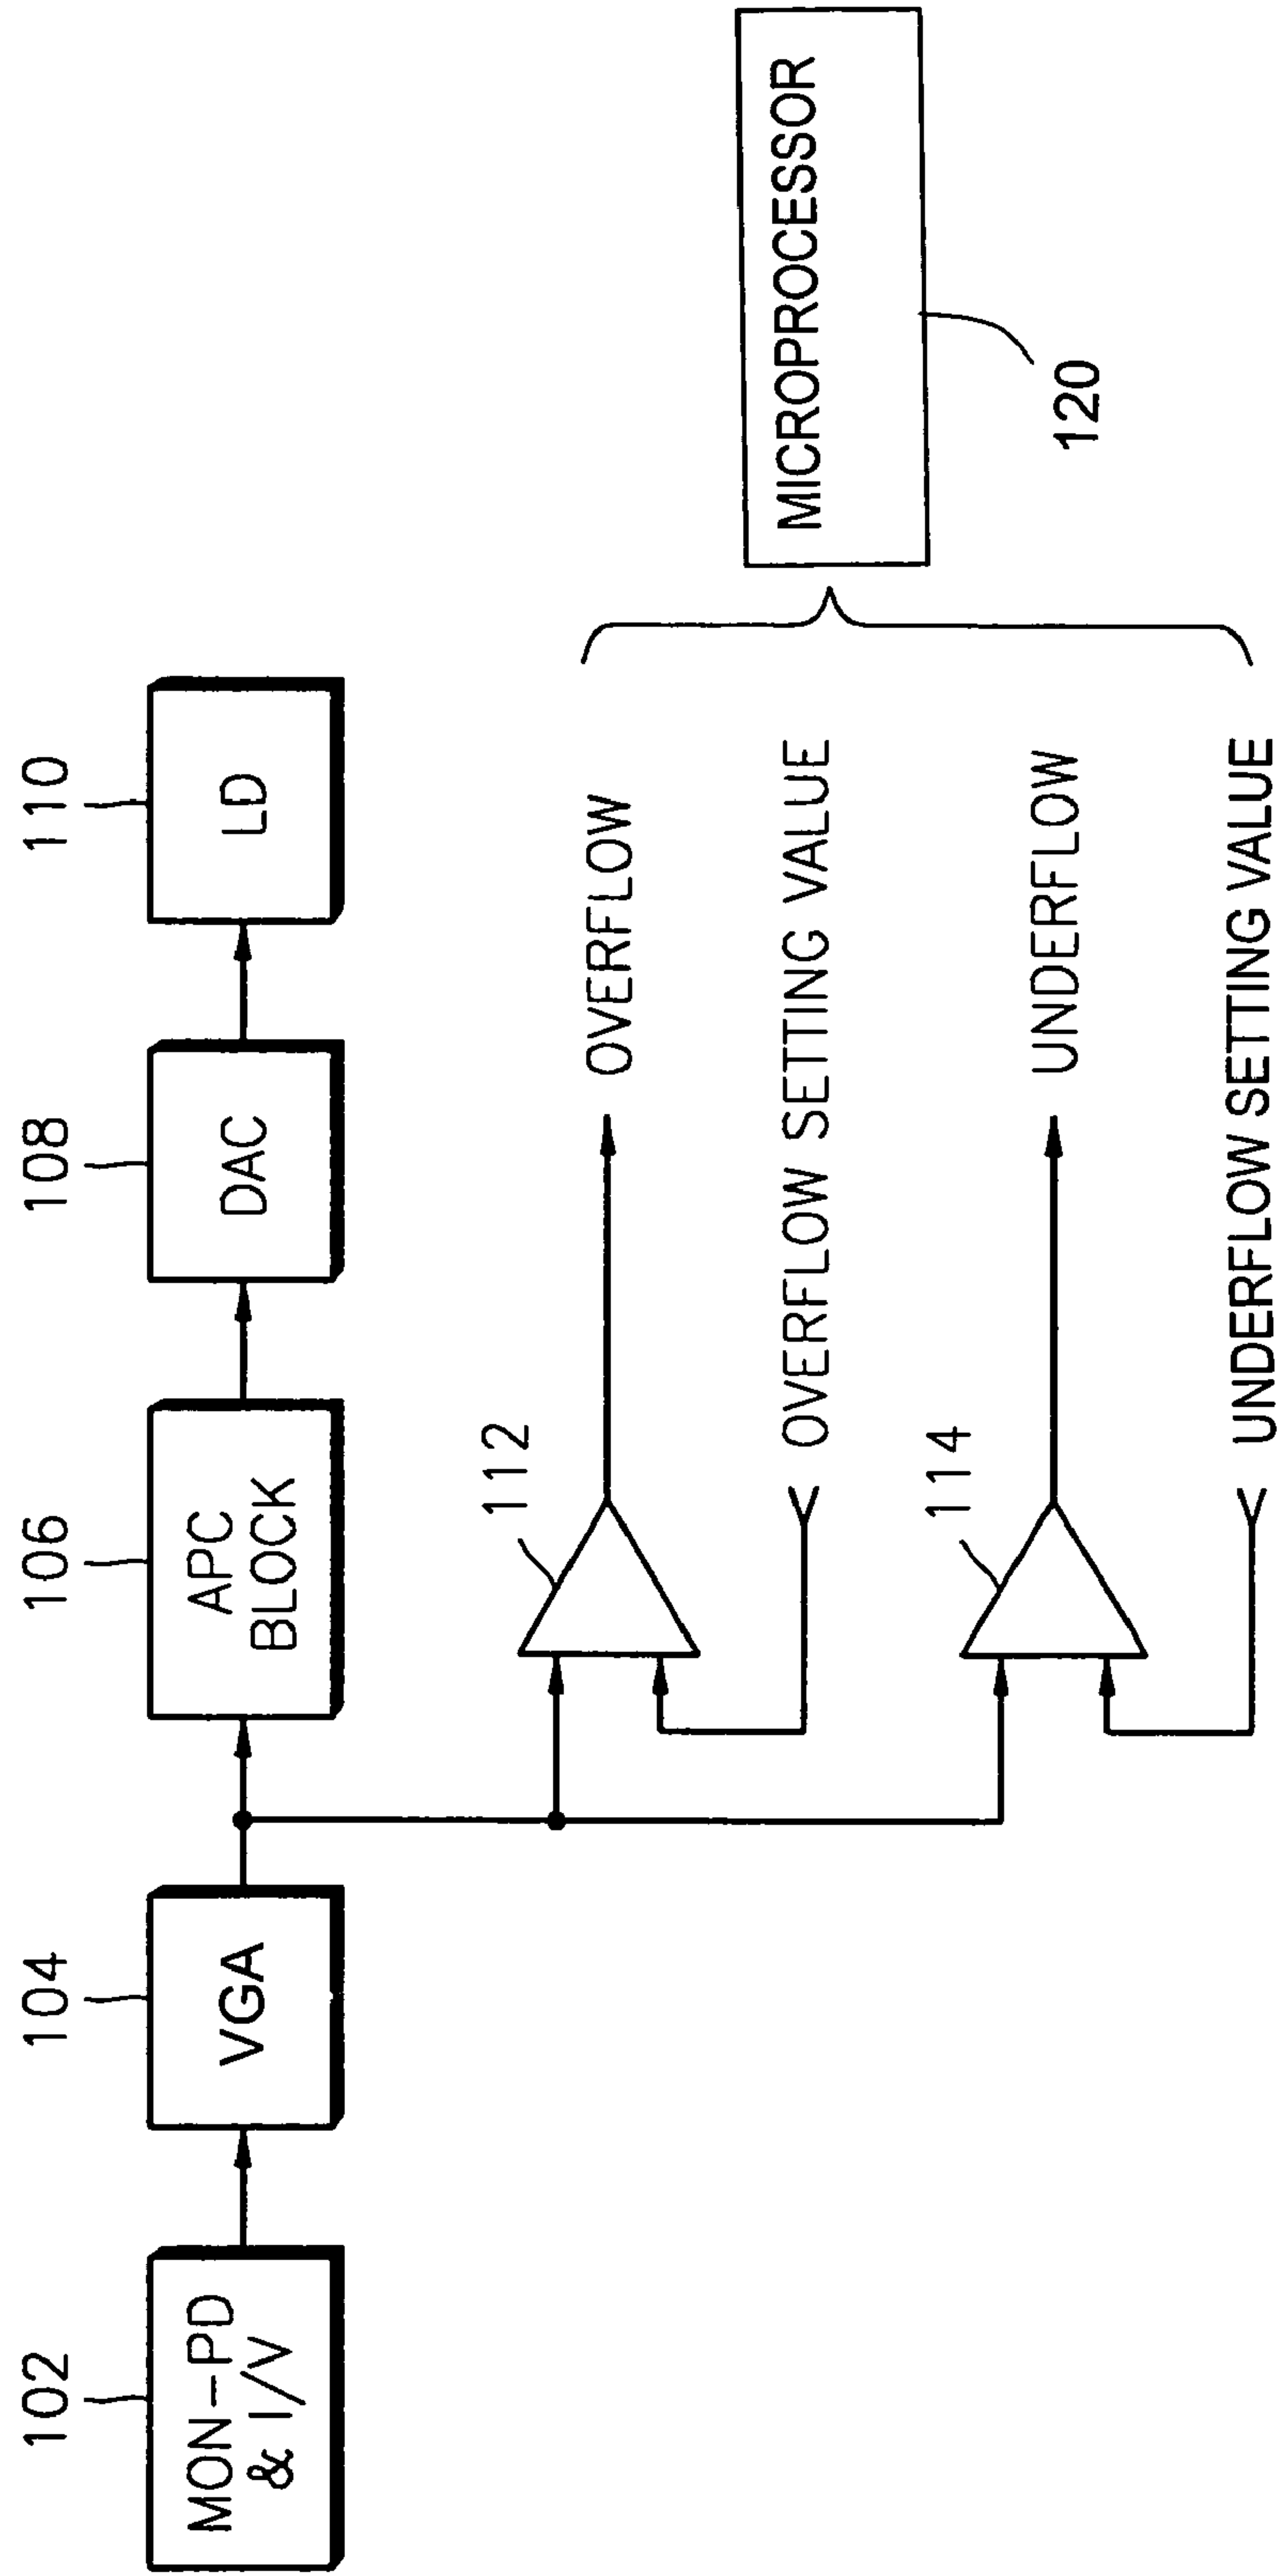 102
104
106
108
110
MON-PD
& I/V
VGA
APC
BLOCK
DAC
LD
112
OVERFLOW
OVERFLOW SETTING VALUE
114
UNDERFLOW
UNDERFLOW SETTING VALUE
MICROPROCESSOR
120